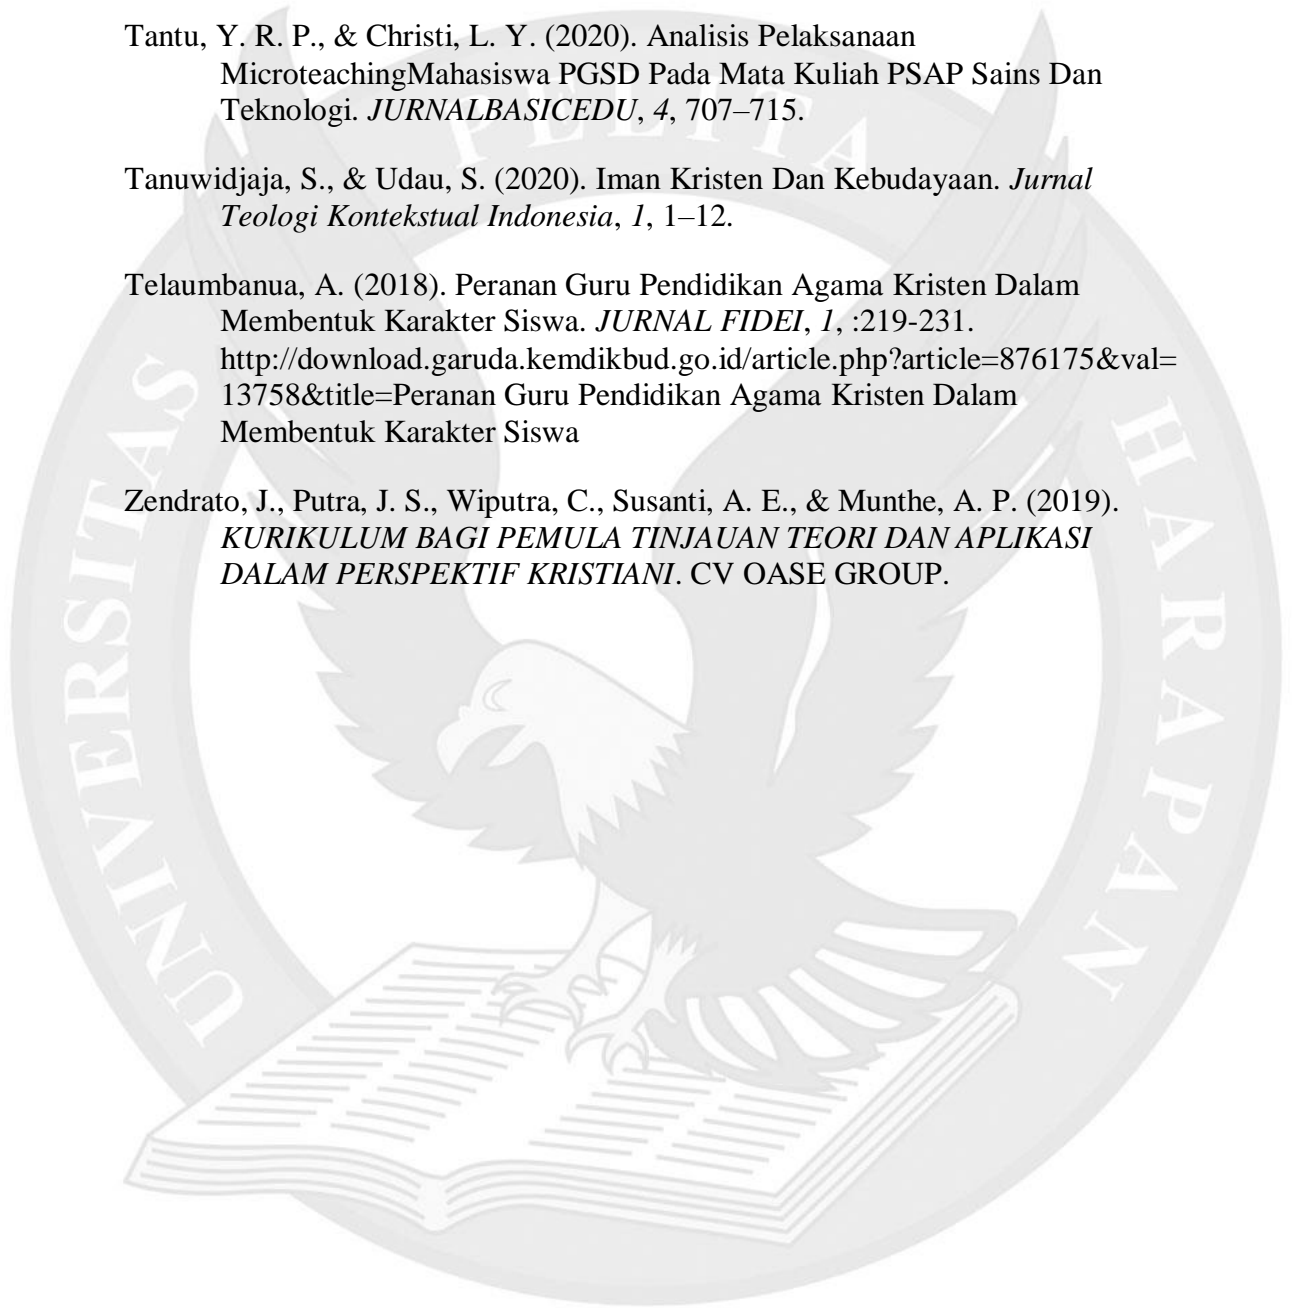 Tantu, Y. R. P., & Christi, L. Y. (2020). Analisis Pelaksanaan
MicroteachingMahasiswa PGSD Pada Mata Kuliah PSAP Sains Dan
Teknologi. JURNALBASICEDU, 4, 707–715.
Tanuwidjaja, S., & Udau, S. (2020). Iman Kristen Dan Kebudayaan. Jurnal
Teologi Kontekstual Indonesia, 1, 1–12.
Telaumbanua, A. (2018). Peranan Guru Pendidikan Agama Kristen Dalam
Membentuk Karakter Siswa. JURNAL FIDEI, 1, :219-231.
http://download.garuda.kemdikbud.go.id/article.php?article=876175&val=
13758&title=Peranan Guru Pendidikan Agama Kristen Dalam
Membentuk Karakter Siswa
Zendrato, J., Putra, J. S., Wiputra, C., Susanti, A. E., & Munthe, A. P. (2019).
KURIKULUM BAGI PEMULA TINJAUAN TEORI DAN APLIKASI
DALAM PERSPEKTIF KRISTIANI. CV OASE GROUP.
UNIVERSITAS PELITA HARAPAN